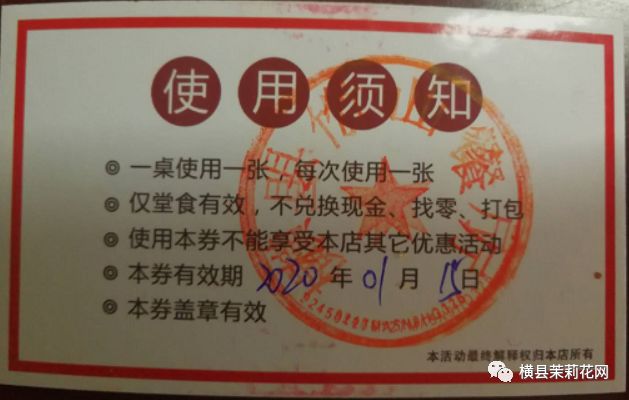 使用须知
◎ 一桌使用一张，每次使用一张
◎ 仅堂食有效，不兑换现金、找零、打包
◎ 使用本券不能享受本店其它优惠活动
◎ 本券有效期 2020 年 01 月 15 日
◎ 本券盖章有效
本活动最终解释权归本店所有
横县茉莉花网